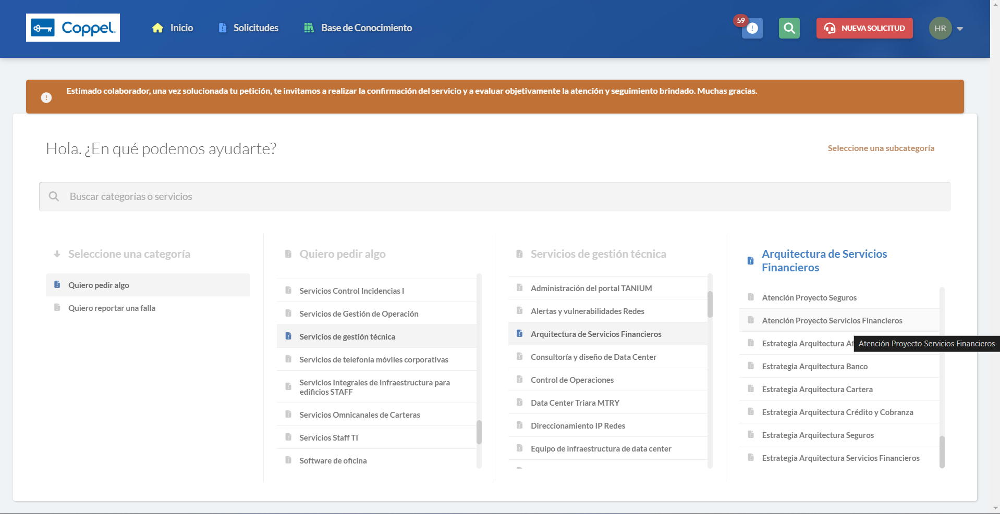 Coppel.
Inicio
Solicitudes
Base de Conocimiento
59
NUEVA SOLICITUD
HR
Estimado colaborador, una vez solucionada tu petición, te invitamos a realizar la confirmación del servicio y a evaluar objetivamente la atención y seguimiento brindado. Muchas gracias.
Hola. ¿En qué podemos ayudarte?
Seleccione una subcategoría
Buscar categorías o servicios
Seleccione una categoría
Quiero pedir algo
Quiero reportar una falla
Quiero pedir algo
Servicios Control Incidencias I
Servicios de Gestión de Operación
Servicios de gestión técnica
Servicios de telefonía móviles corporativas
Servicios Integrales de Infraestructura para
edificios STAFF
Servicios Omnicanales de Carteras
Servicios Staff TI
Software de oficina
Servicios de gestión técnica
Administración del portal TANIUM
Alertas y vulnerabilidades Redes
Arquitectura de Servicios Financieros
Consultoría y diseño de Data Center
Control de Operaciones
Data Center Triara MTRY
Direccionamiento IP Redes
Equipo de infraestructura de data center
Arquitectura de Servicios
Financieros
Atención Proyecto Seguros
Atención Proyecto Servicios Financieros
Estrategia Arquitectura
Atención Proyecto Servicios Financieros
Estrategia Arquitectura Banco
Estrategia Arquitectura Cartera
Estrategia Arquitectura Crédito y Cobranza
Estrategia Arquitectura Seguros
Estrategia Arquitectura Servicios Financieros